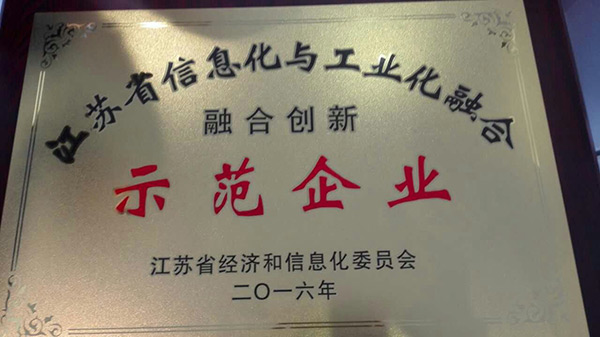 江苏省信息化与工业化融合
融合创新
示范企业
江苏省经济和信息化委员会
二〇一六年